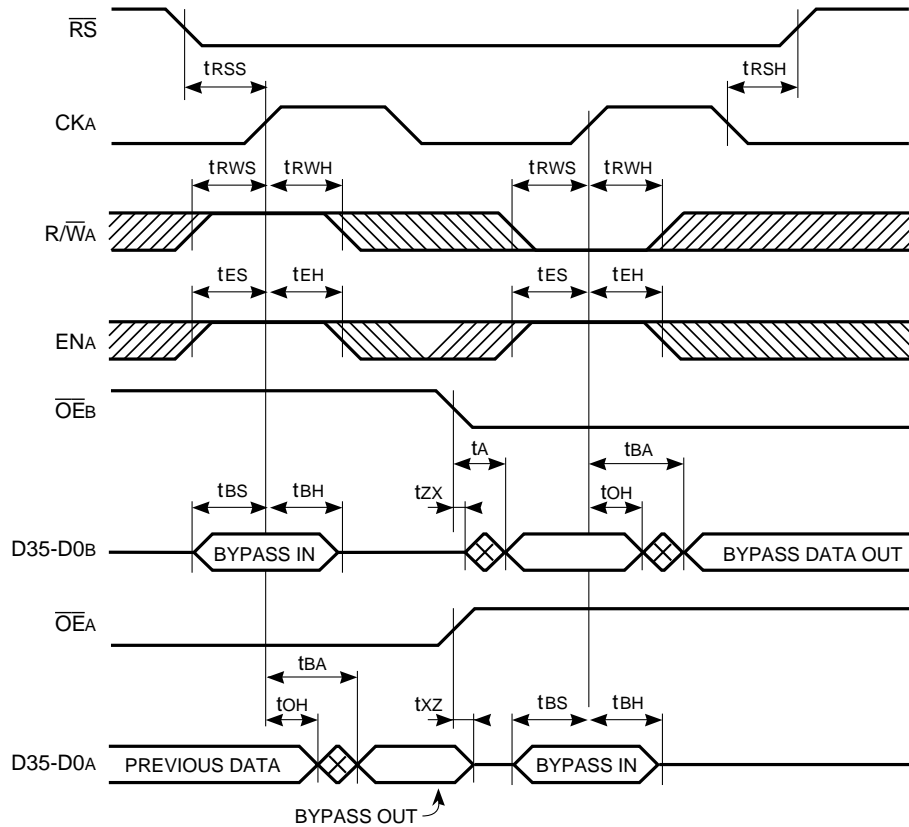 RS
tRSS
tRSH
CKA
tRWS tRWH tRWS tRWH
R/WA
tES tEH tES tEH
ENA
OEB
tA tBA
tBS tBH tZX tOH
D35-D0B BYPASS IN BYPASS DATA OUT
OEA
tBA
tOH tXZ tBS tBH
D35-D0A PREVIOUS DATA BYPASS IN
BYPASS OUT